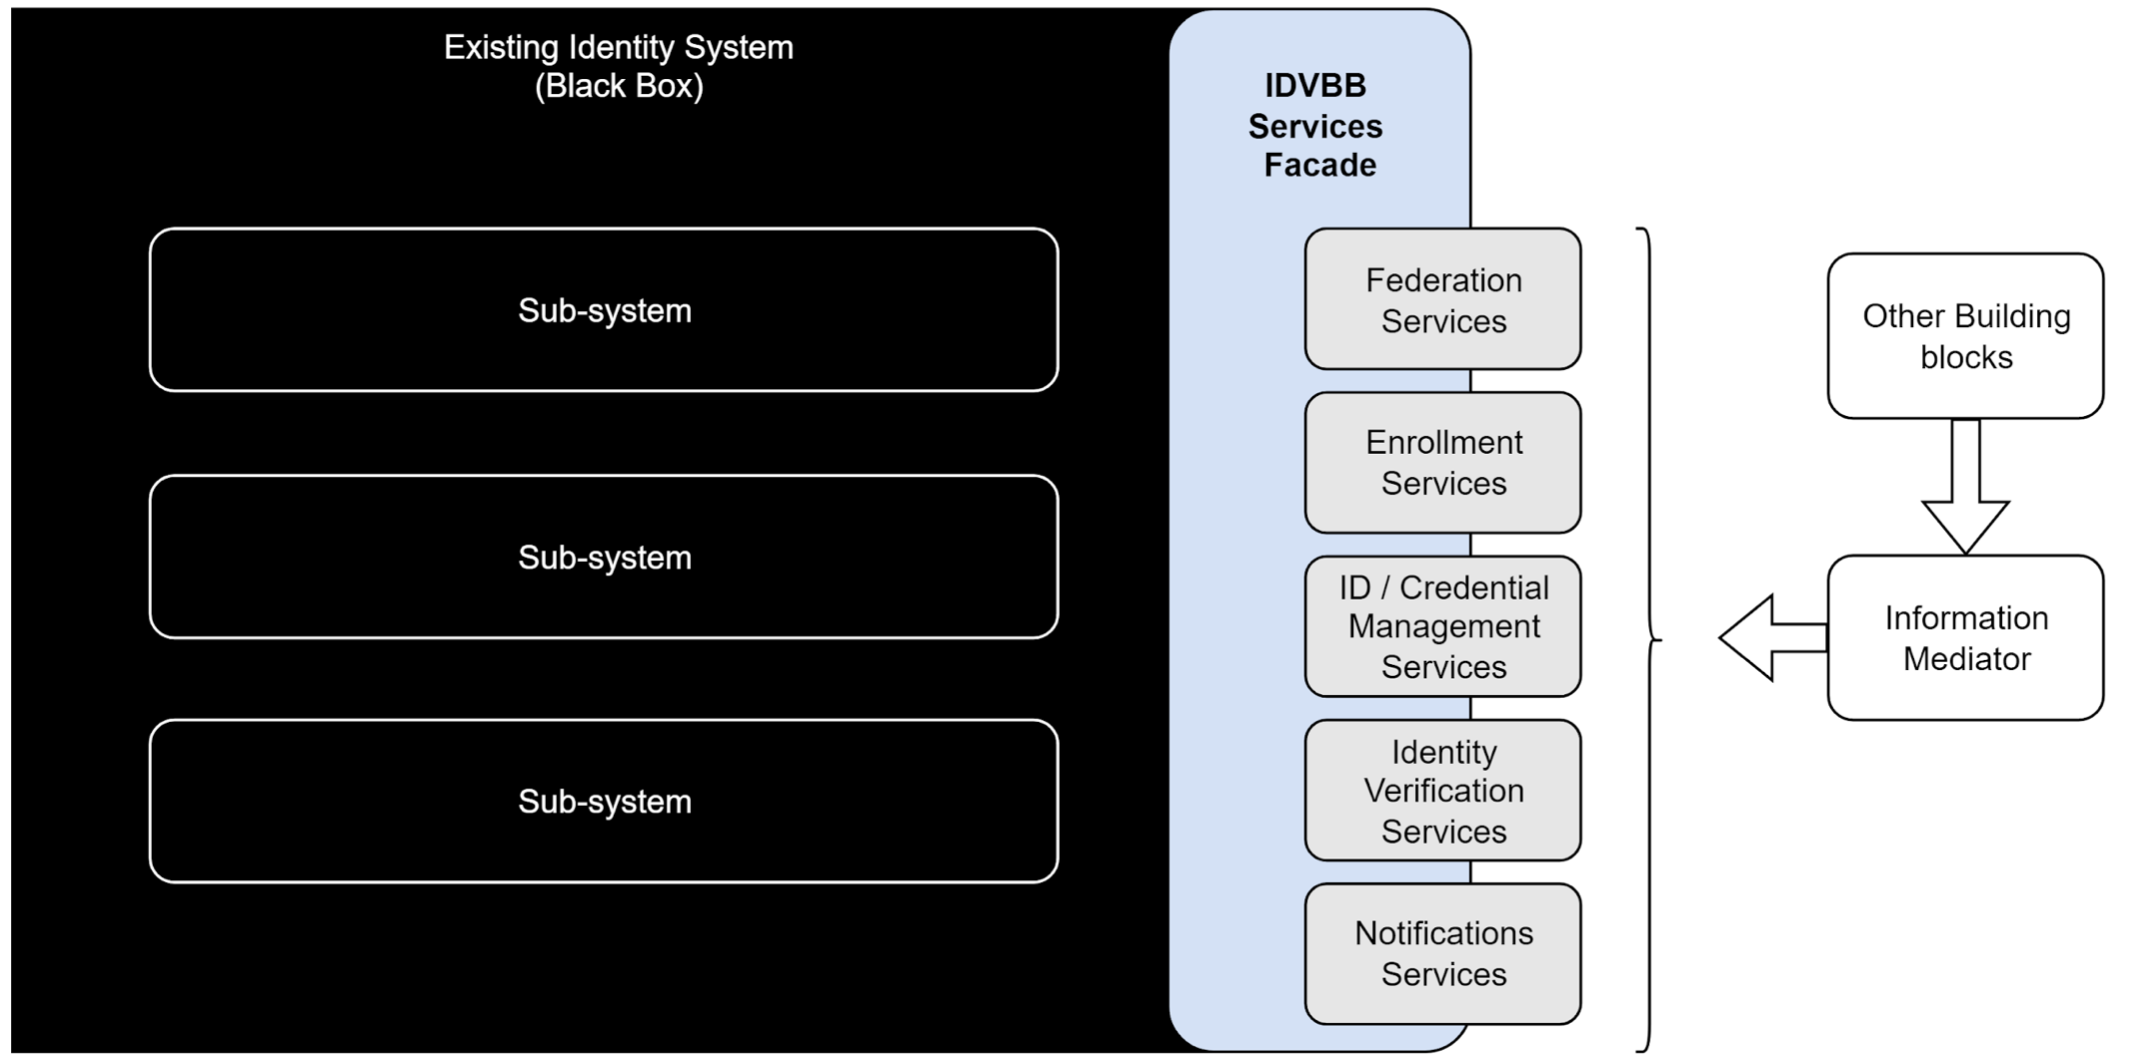 Existing Identity System
(Black Box)
Sub-system
Sub-system
Sub-system
IDVBB
Services
Facade
Federation
Services
Enrollment
Services
ID / Credential
Management
Services
Identity
Verification
Services
Notifications
Services
Other Building
blocks
Information
Mediator